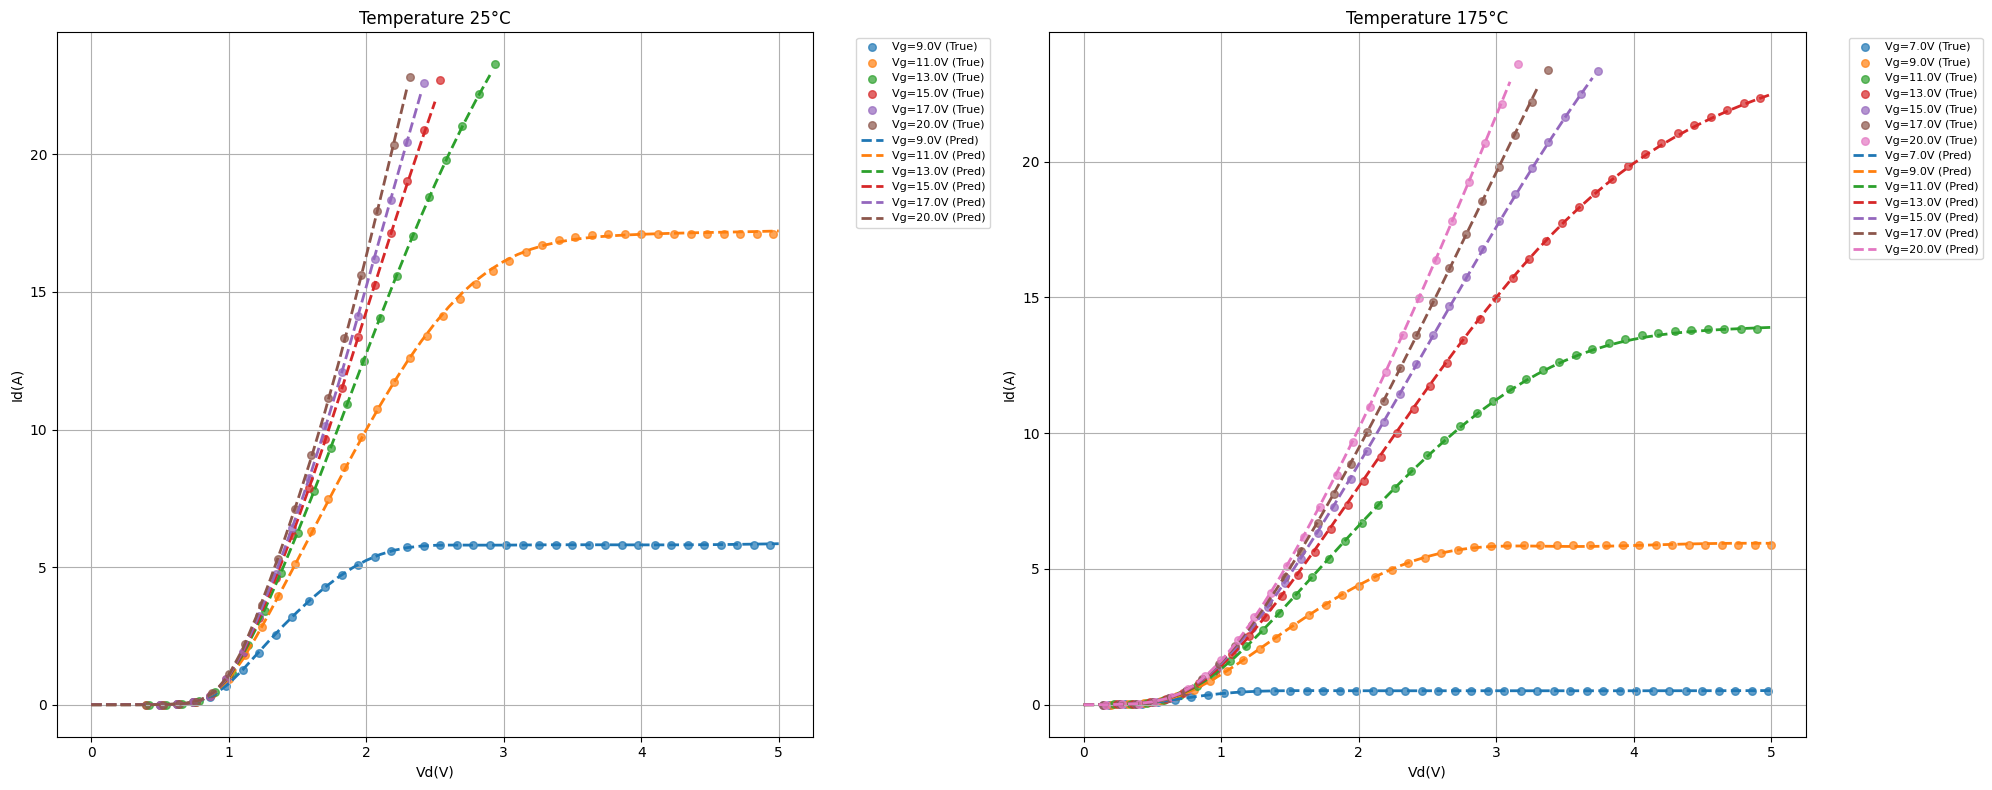 Temperature 25°C
Id(A)
20
15
10
5
0
0 1 2 3 4 5
Vd(V)
Vg=9.0V (True)
Vg=11.0V (True)
Vg=13.0V (True)
Vg=15.0V (True)
Vg=17.0V (True)
Vg=20.0V (True)
Vg=9.0V (Pred)
Vg=11.0V (Pred)
Vg=13.0V (Pred)
Vg=15.0V (Pred)
Vg=17.0V (Pred)
Vg=20.0V (Pred)
Temperature 175°C
Id(A)
20
15
10
5
0
0 1 2 3 4 5
Vd(V)
Vg=7.0V (True)
Vg=9.0V (True)
Vg=11.0V (True)
Vg=13.0V (True)
Vg=15.0V (True)
Vg=17.0V (True)
Vg=20.0V (True)
Vg=7.0V (Pred)
Vg=9.0V (Pred)
Vg=11.0V (Pred)
Vg=13.0V (Pred)
Vg=15.0V (Pred)
Vg=17.0V (Pred)
Vg=20.0V (Pred)